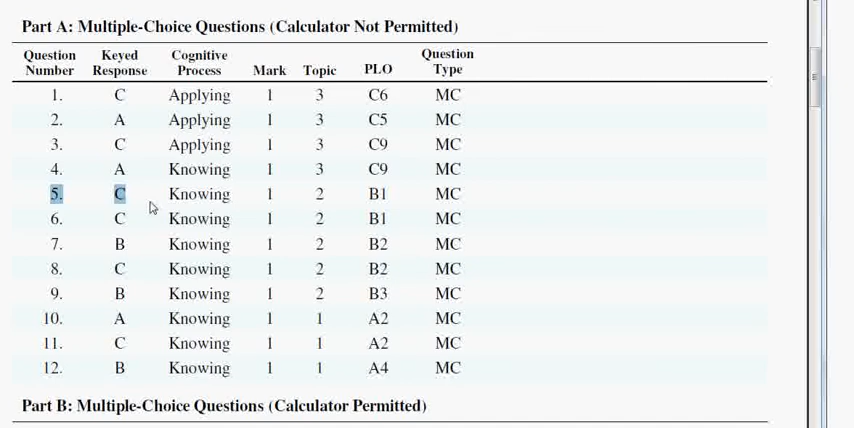 Part A: Multiple-Choice Questions (Calculator Not Permitted)
Question Keyed Cognitive Question
Number Response Process Mark Topic PLO Type
1. C Applying 1 3 C6 MC
2. A Applying 1 3 C5 MC
3. C Applying 1 3 C9 MC
4. A Knowing 1 3 C9 MC
5. C Knowing 1 2 B1 MC
6. C Knowing 1 2 B1 MC
7. B Knowing 1 2 B2 MC
8. C Knowing 1 2 B2 MC
9. B Knowing 1 2 B3 MC
10. A Knowing 1 1 A2 MC
11. C Knowing 1 1 A2 MC
12. B Knowing 1 1 A4 MC
Part B: Multiple-Choice Questions (Calculator Permitted)